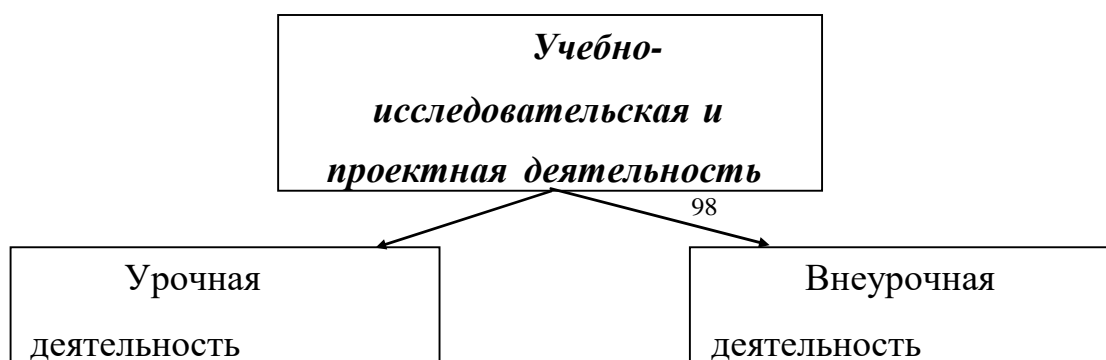 Учебно-
исследовательская и
проектная деятельность
98
Урочная
деятельность
Внеурочная
деятельность